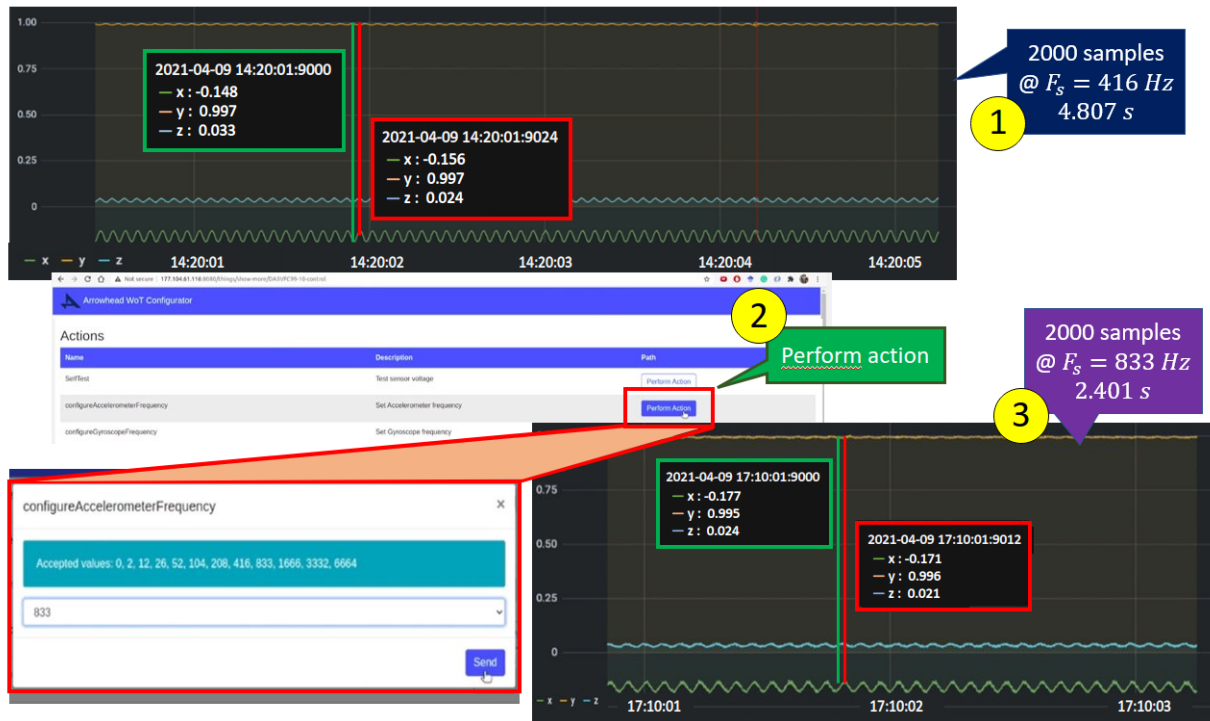 1.00
0.75
0.50
0.25
0
2021-04-09 14:20:01:9000
x : -0.148
y : 0.997
z : 0.033
2021-04-09 14:20:01:9024
x : -0.156
y : 0.997
z : 0.024
x y z
14:20:01 14:20:02 14:20:03 14:20:04 14:20:05
2000 samples
@ Fₛ = 416 Hz
4.807 s
1
Not secure | 177.104.61.116:8080/things/show-more/
Arrowhead WoT Configurator
Actions
Name Description Path
SelfTest Test sensor voltage Perform Action
configureAccelerometerFrequency Set Accelerometer frequency Perform Action
configureGyroscopeFrequency Set Gyroscope frequency
2
Perform action
configureAccelerometerFrequency ×
Accepted values: 0, 2, 12, 26, 52, 104, 208, 416, 833, 1666, 3332, 6664
833
Send
2000 samples
@ Fₛ = 833 Hz
2.401 s
3
0.75
0.50
0.25
0
2021-04-09 17:10:01:9000
x : -0.177
y : 0.995
z : 0.024
2021-04-09 17:10:01:9012
x : -0.171
y : 0.996
z : 0.021
x y z
17:10:01 17:10:02 17:10:03